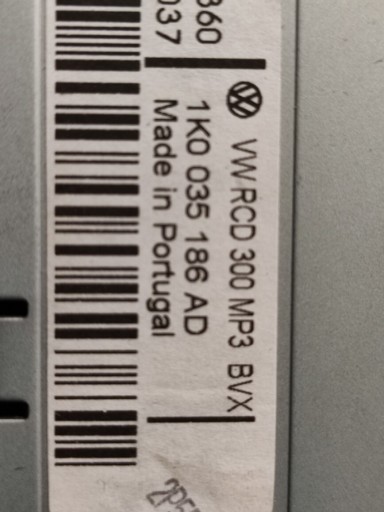 VW RCD 300 MP3 BVX
1K0 035 186 AD
Made in Portugal
360
037